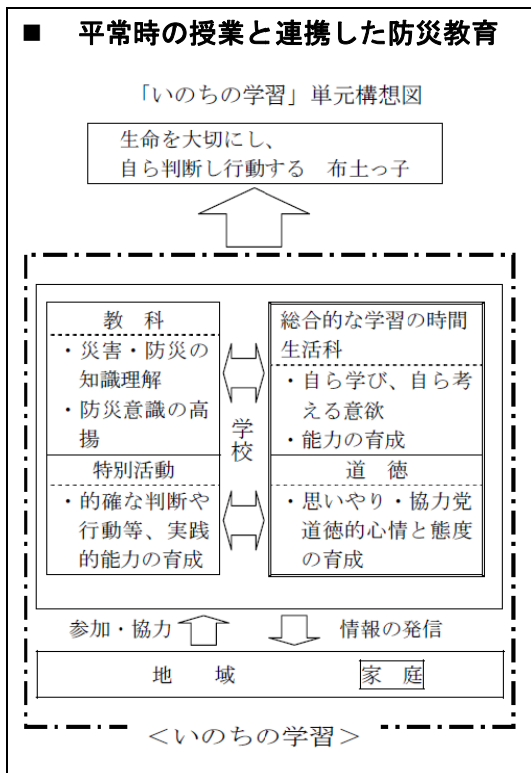 ■ 平常時の授業と連携した防災教育
「いのちの学習」単元構想図
生命を大切にし、
自ら判断し行動する 布土っ子
教 科
・災害・防災の
知識理解
・防災意識の高
揚
特別活動
・的確な判断や
行動等、実践
的能力の育成
学
校
総合的な学習の時間
生活科
・自ら学び、自ら考
える意欲
・能力の育成
道 徳
・思いやり・協力党
道徳的心情と態度
の育成
参加・協力
情報の発信
地 域
家 庭
＜いのちの学習＞